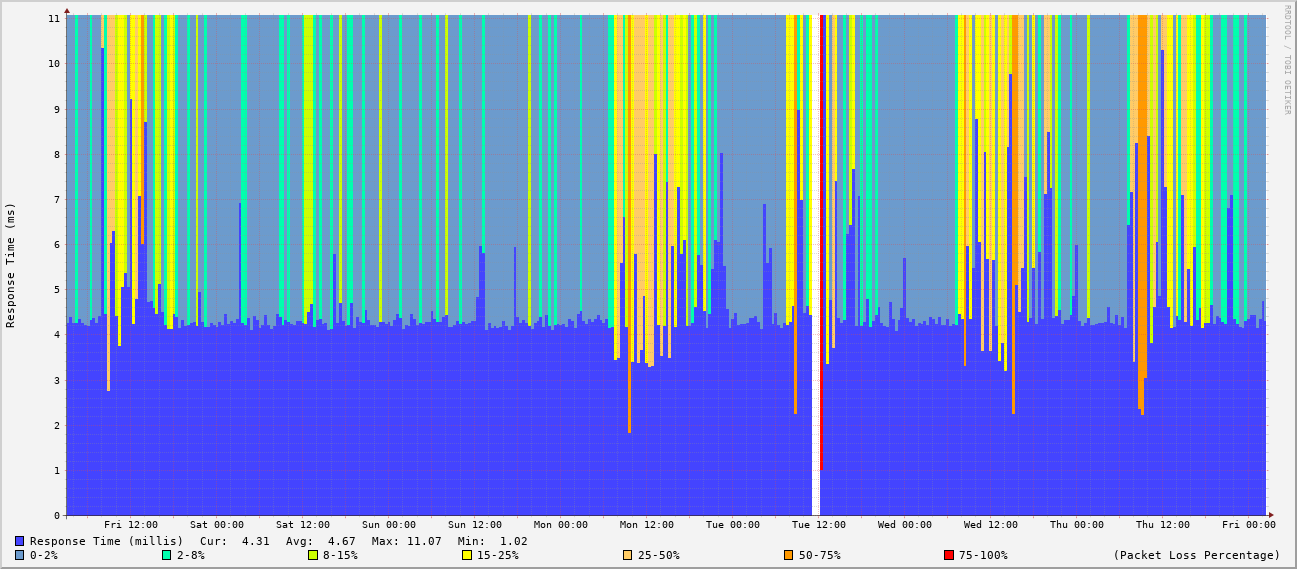 RRDTOOL / TOBI OETIKER
Response Time (ms)
11
10
9
8
7
6
5
4
3
2
1
0
Fri 12:00 Sat 00:00 Sat 12:00 Sun 00:00 Sun 12:00 Mon 00:00 Mon 12:00 Tue 00:00 Tue 12:00 Wed 00:00 Wed 12:00 Thu 00:00 Thu 12:00 Fri 00:00
Response Time (millis) Cur: 4.31 Avg: 4.67 Max: 11.07 Min: 1.02
0-2% 2-8% 8-15% 15-25% 25-50% 50-75% 75-100% (Packet Loss Percentage)